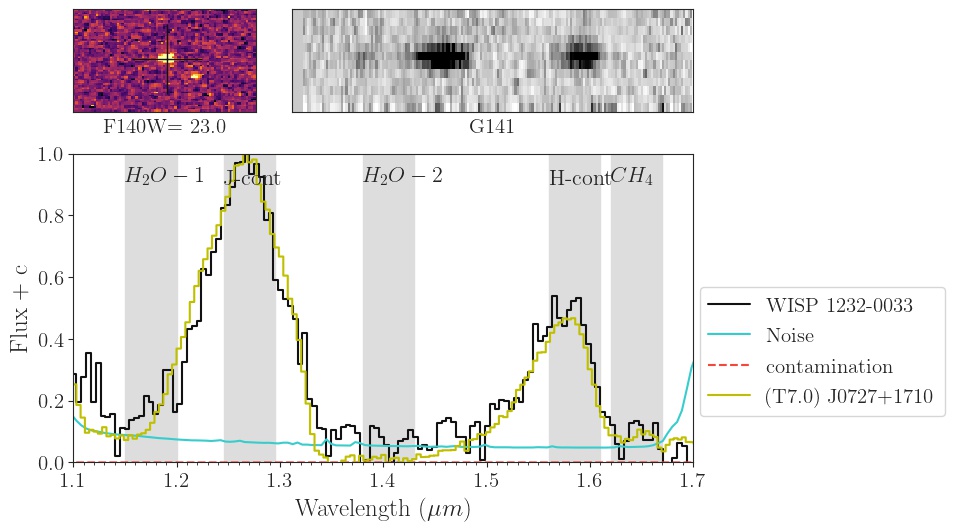 F140W= 23.0
G141
H₂O − 1
J-cont
H₂O − 2
H-cont
CH₄
1.0
0.8
0.6
0.4
0.2
0.0
Flux + c
1.1 1.2 1.3 1.4 1.5 1.6 1.7
Wavelength (μm)
WISP 1232-0033
Noise
contamination
(T7.0) J0727+1710